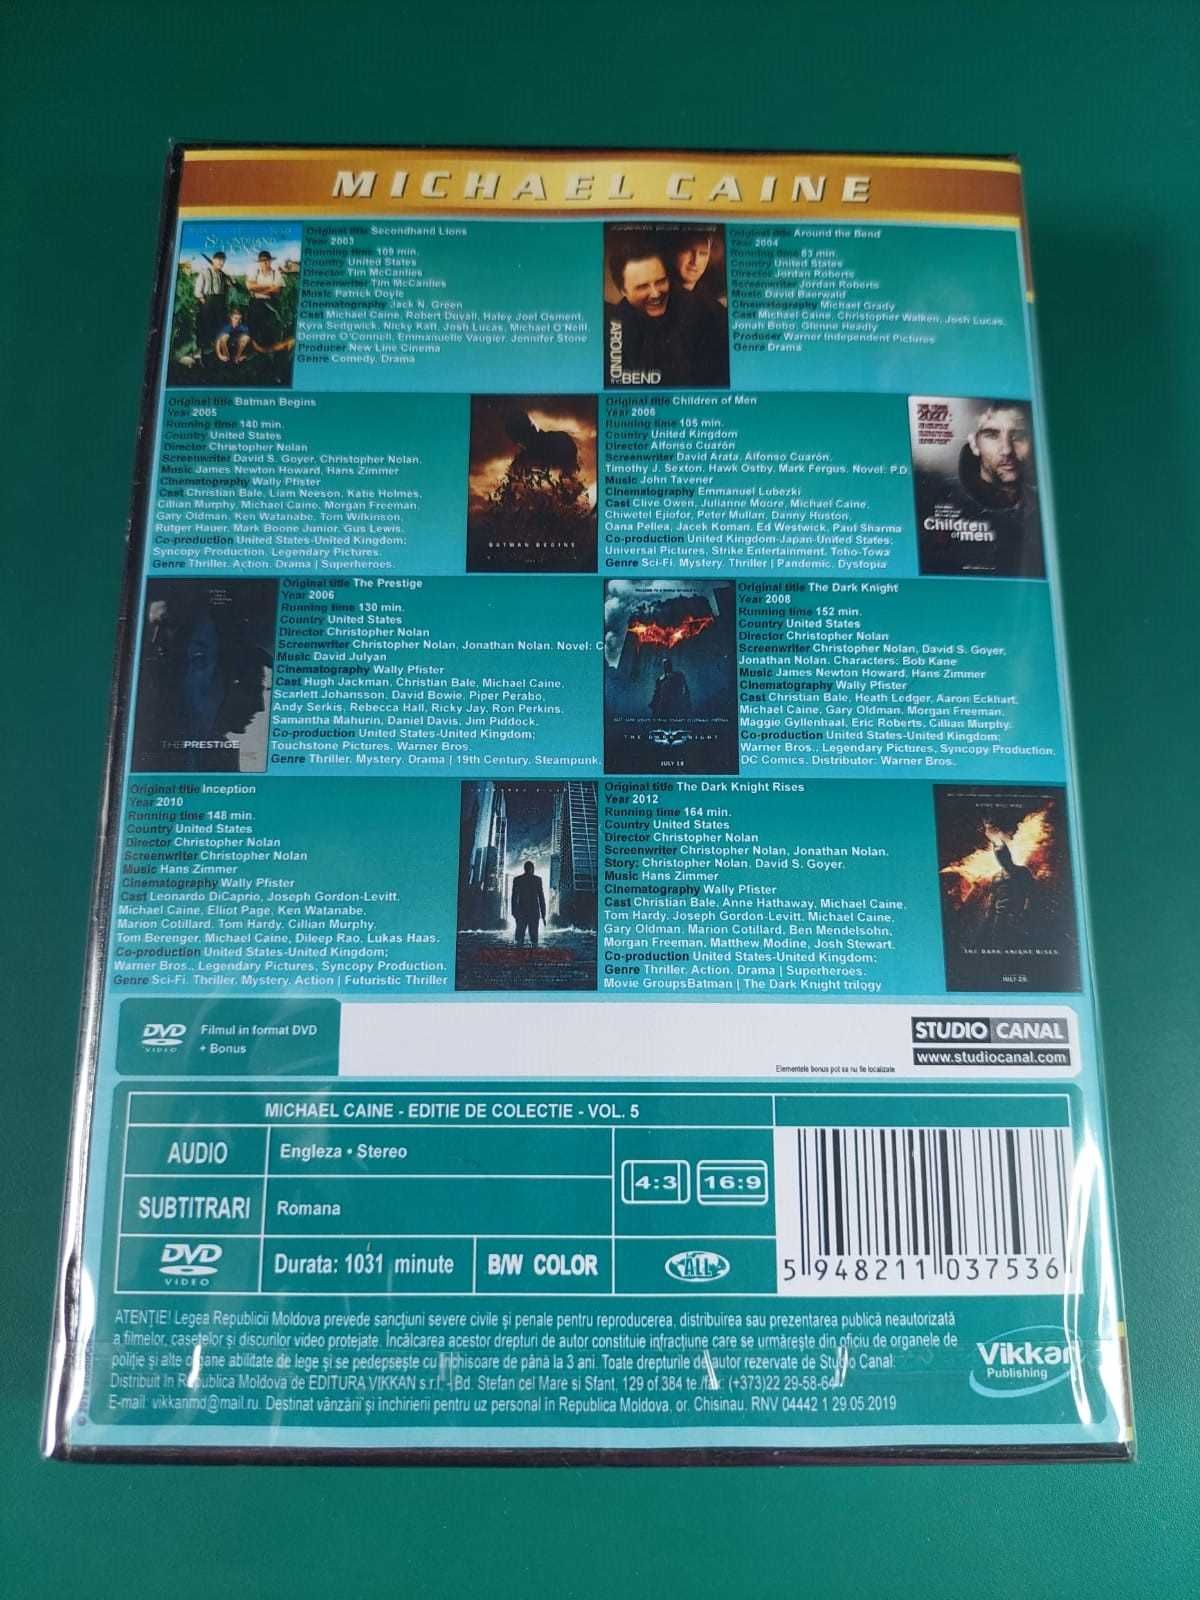 MICHAEL CAINE
SECONDHAND
LIONS
Original title Secondhand Lions
Year 2003
Running time 109 min.
Country United States
Director Tim McCanlies
Screenwriter Tim McCanlies
Music Patrick Doyle
Cinematography Jack N. Green
Cast Michael Caine, Robert Duvall, Haley Joel Osment,
Kyra Sedgwick, Nicky Katt, Josh Lucas, Michael O'Neill,
Deirdre O'Connell, Emmanuelle Vaugier, Jennifer Stone
Producer New Line Cinema
Genre Comedy, Drama
AROUND
THE BEND
Original title Around the Bend
Year 2004
Running time 83 min.
Country United States
Director Jordan Roberts
Screenwriter Jordan Roberts
Music David Baerwald
Cinematography Michael Grady
Cast Michael Caine, Christopher Walken, Josh Lucas,
Jonah Bobo, Glenne Headly
Producer Warner Independent Pictures
Genre Drama
Original title Batman Begins
Year 2005
Running time 140 min.
Country United States
Director Christopher Nolan
Screenwriter David S. Goyer, Christopher Nolan.
Music James Newton Howard, Hans Zimmer
Cinematography Wally Pfister
Cast Christian Bale, Liam Neeson, Katie Holmes,
Cillian Murphy, Michael Caine, Morgan Freeman,
Gary Oldman, Ken Watanabe, Tom Wilkinson,
Rutger Hauer, Mark Boone Junior, Gus Lewis,
Co-production United States-United Kingdom;
Syncopy Production, Legendary Pictures.
Genre Thriller. Action. Drama | Superheroes.
BATMAN BEGINS
Original title Children of Men
Year 2006
Running time 105 min.
Country United Kingdom
Director Alfonso Cuarón
Screenwriter David Arata, Alfonso Cuarón,
Timothy J. Sexton, Hawk Ostby, Mark Fergus. Novel: P.D.
Music John Tavener
Cinematography Emmanuel Lubezki
Cast Clive Owen, Julianne Moore, Michael Caine,
Chiwetel Ejiofor, Peter Mullan, Danny Huston,
Oana Pellea, Jacek Koman, Ed Westwick, Paul Sharma
Co-production United Kingdom-Japan-United States;
Universal Pictures, Strike Entertainment, Toho-Towa
Genre Sci-Fi. Mystery. Thriller | Pandemic. Dystopia
2027:
Children
of men
THE PRESTIGE
Original title The Prestige
Year 2006
Running time 130 min.
Country United States
Director Christopher Nolan
Screenwriter Christopher Nolan, Jonathan Nolan. Novel: C
Music David Julyan
Cinematography Wally Pfister
Cast Hugh Jackman, Christian Bale, Michael Caine,
Scarlett Johansson, David Bowie, Piper Perabo,
Andy Serkis, Rebecca Hall, Ricky Jay, Ron Perkins,
Samantha Mahurin, Daniel Davis, Jim Piddock.
Co-production United States-United Kingdom;
Touchstone Pictures, Warner Bros.
Genre Thriller. Mystery. Drama | 19th Century. Steampunk.
THE DARK KNIGHT
JULY 18
Original title The Dark Knight
Year 2008
Running time 152 min.
Country United States
Director Christopher Nolan
Screenwriter Christopher Nolan, David S. Goyer,
Jonathan Nolan. Characters: Bob Kane
Music James Newton Howard, Hans Zimmer
Cinematography Wally Pfister
Cast Christian Bale, Heath Ledger, Aaron Eckhart,
Michael Caine, Gary Oldman, Morgan Freeman,
Maggie Gyllenhaal, Eric Roberts, Cillian Murphy.
Co-production United States-United Kingdom;
Warner Bros., Legendary Pictures, Syncopy Production,
DC Comics. Distributor: Warner Bros.
Original title Inception
Year 2010
Running time 148 min.
Country United States
Director Christopher Nolan
Screenwriter Christopher Nolan
Music Hans Zimmer
Cinematography Wally Pfister
Cast Leonardo DiCaprio, Joseph Gordon-Levitt,
Michael Caine, Elliot Page, Ken Watanabe,
Marion Cotillard, Tom Hardy, Cillian Murphy,
Tom Berenger, Michael Caine, Dileep Rao, Lukas Haas.
Co-production United States-United Kingdom;
Warner Bros., Legendary Pictures, Syncopy Production.
Genre Sci-Fi. Thriller. Mystery. Action | Futuristic Thriller
INCEPTION
Original title The Dark Knight Rises
Year 2012
Running time 164 min.
Country United States
Director Christopher Nolan
Screenwriter Christopher Nolan, Jonathan Nolan.
Story: Christopher Nolan, David S. Goyer.
Music Hans Zimmer
Cinematography Wally Pfister
Cast Christian Bale, Anne Hathaway, Michael Caine,
Tom Hardy, Joseph Gordon-Levitt, Michael Caine,
Gary Oldman, Marion Cotillard, Ben Mendelsohn,
Morgan Freeman, Matthew Modine, Josh Stewart.
Co-production United States-United Kingdom;
Genre Thriller. Action. Drama | Superheroes.
Movie GroupsBatman | The Dark Knight trilogy
THE DARK KNIGHT RISES
JULY 20.
DVD
VIDEO
Filmul in format DVD
+ Bonus
Elementele bonus pot sa nu fie localizate
STUDIO CANAL
www.studiocanal.com
MICHAEL CAINE - EDITIE DE COLECTIE - VOL. 5
AUDIO
Engleza • Stereo
SUBTITRARI
Romana
4:3
16:9
DVD
VIDEO
Durata: 1031 minute
B/W COLOR
ALL
5 948211 037536
ATENȚIE! Legea Republicii Moldova prevede sancțiuni severe civile și penale pentru reproducerea, distribuirea sau prezentarea publică neautorizată
a filmelor, casetelor și discurilor video protejate. Încălcarea acestor drepturi de autor constituie infracțiune care se urmărește din oficiu de organele de
poliție și alte organe abilitate de lege și se pedepsește cu închisoare de până la 3 ani. Toate drepturile de autor rezervate de Studio Canal.
Distribuit în Republica Moldova de EDITURA VIKKAN s.r.l. Bd. Stefan cel Mare si Sfant, 129 of.384 te./fax: (+373)22 29-58-64
E-mail: vikkanmd@mail.ru. Destinat vânzării și închirierii pentru uz personal în Republica Moldova, or. Chisinau. RNV 04442 1 29.05.2019
Vikkan
Publishing